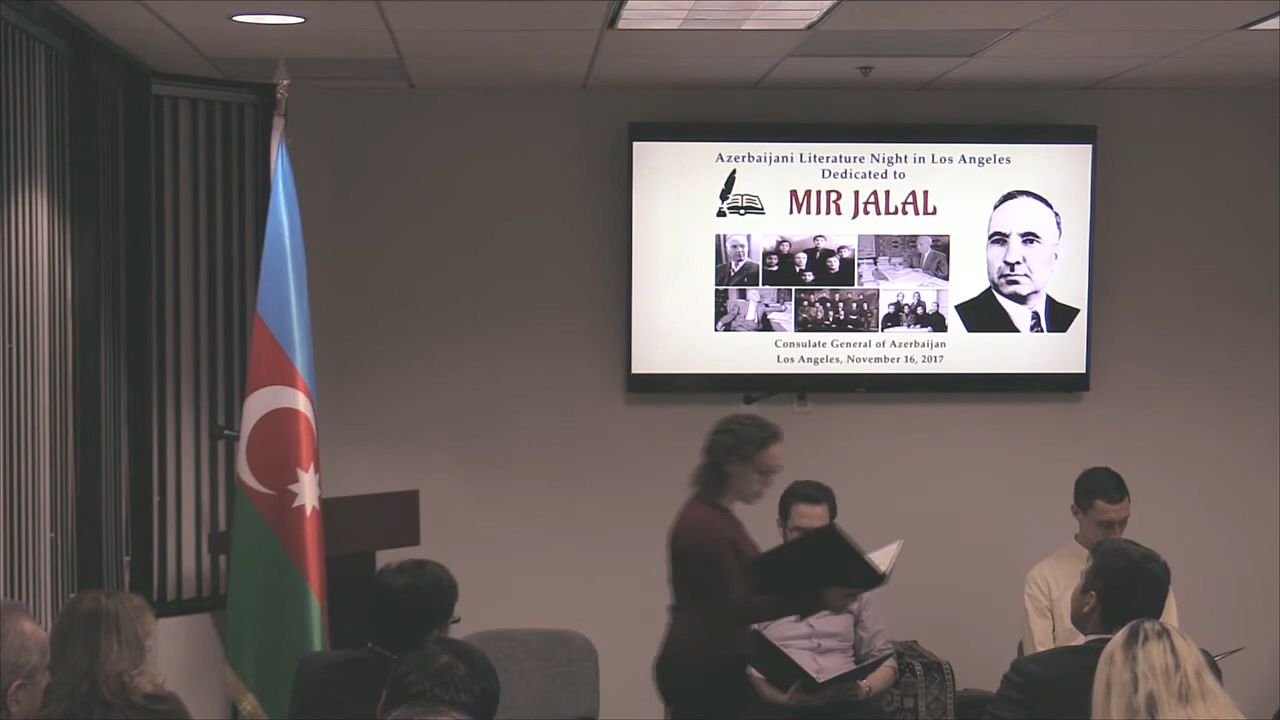 Azerbaijani Literature Night in Los Angeles
Dedicated to
MIR JALAL
Consulate General of Azerbaijan
Los Angeles, November 16, 2017